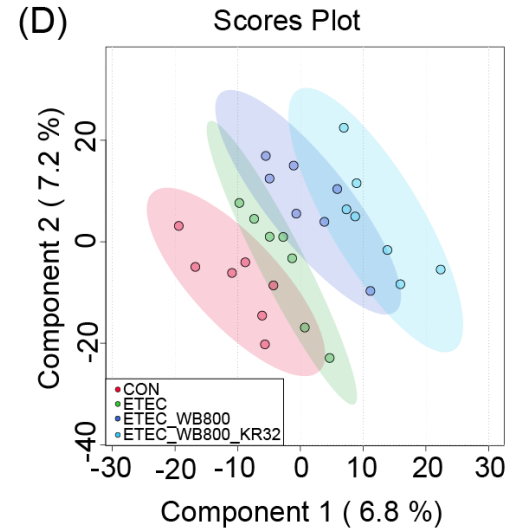 (D) Scores Plot
Component 2 ( 7.2 %)
20
0
-20
-40
CON
ETEC
ETEC_WB800
ETEC_WB800_KR32
-30 -20 -10 0 10 20 30
Component 1 ( 6.8 %)